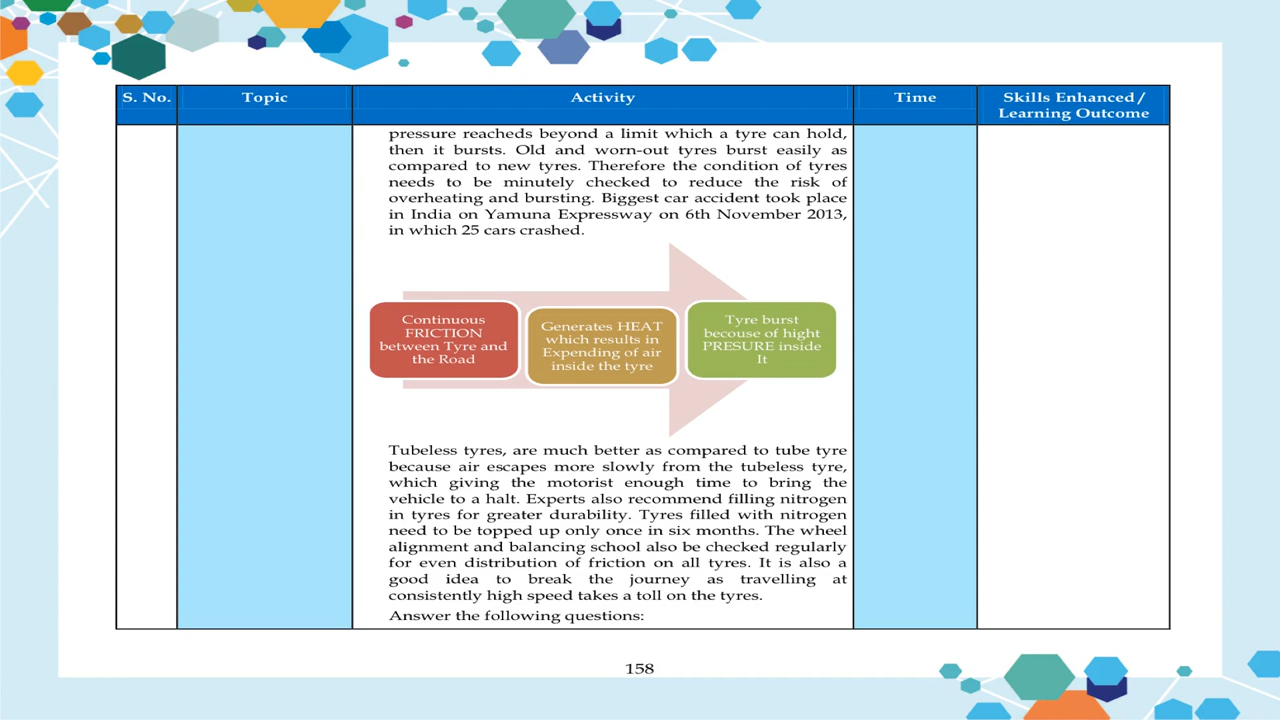 S. No.
Topic
Activity
Time
Skills Enhanced/
Learning Outcome
pressure reacheds beyond a limit which a tyre can hold,
then it bursts. Old and worn-out tyres burst easily as
compared to new tyres. Therefore the condition of tyres
needs to be minutely checked to reduce the risk of
overheating and bursting. Biggest car accident took place
in India on Yamuna Expressway on 6th November 2013,
in which 25 cars crashed.
Continuous
FRICTION
between Tyre and
the Road
Generates HEAT
which results in
Expending of air
inside the tyre
Tyre burst
becouse of hight
PRESURE inside
It
Tubeless tyres, are much better as compared to tube tyre
because air escapes more slowly from the tubeless tyre,
which giving the motorist enough time to bring the
vehicle to a halt. Experts also recommend filling nitrogen
in tyres for greater durability. Tyres filled with nitrogen
need to be topped up only once in six months. The wheel
alignment and balancing school also be checked regularly
for even distribution of friction on all tyres. It is also a
good idea to break the journey as travelling at
consistently high speed takes a toll on the tyres.
Answer the following questions:
158